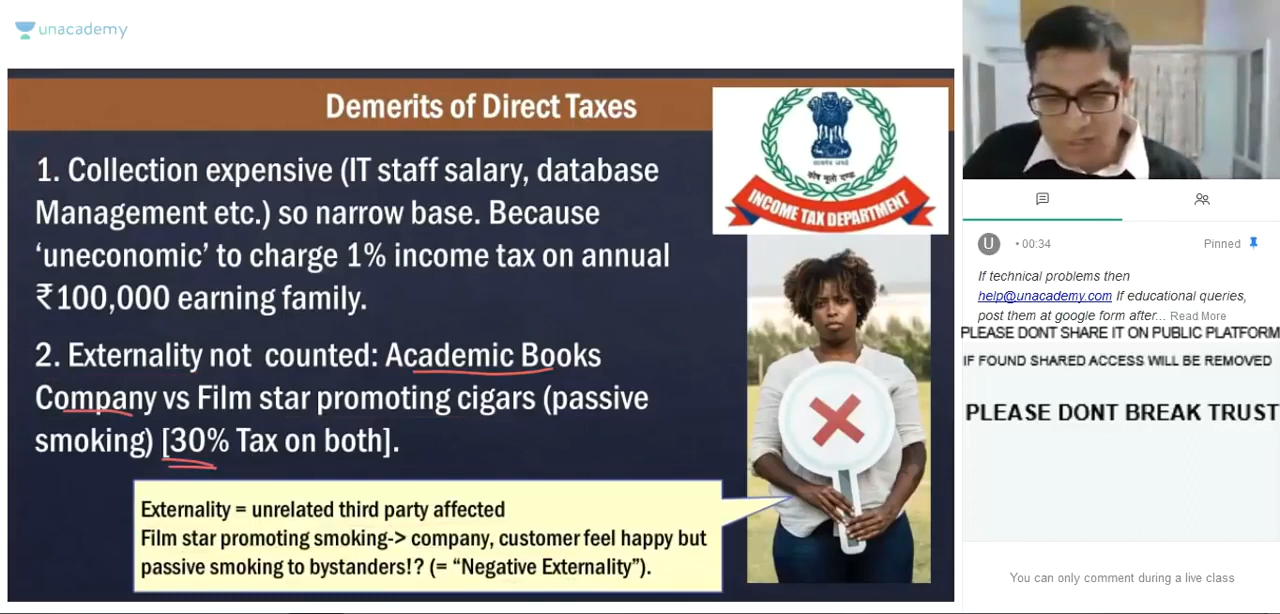 unacademy
Demerits of Direct Taxes
1. Collection expensive (IT staff salary, database
Management etc.) so narrow base. Because
‘uneconomic’ to charge 1% income tax on annual
₹100,000 earning family.
2. Externality not counted: Academic Books
Company vs Film star promoting cigars (passive
smoking) [30% Tax on both].
Externality = unrelated third party affected
Film star promoting smoking-> company, customer feel happy but
passive smoking to bystanders!? (= “Negative Externality”).
सत्यमेव जयते
कोष मूलो दण्डः
INCOME TAX DEPARTMENT
U • 00:34 Pinned
If technical problems then
help@unacademy.com If educational queries,
post them at google form after... Read More
PLEASE DONT SHARE IT ON PUBLIC PLATFORM
IF FOUND SHARED ACCESS WILL BE REMOVED
PLEASE DONT BREAK TRUST
You can only comment during a live class